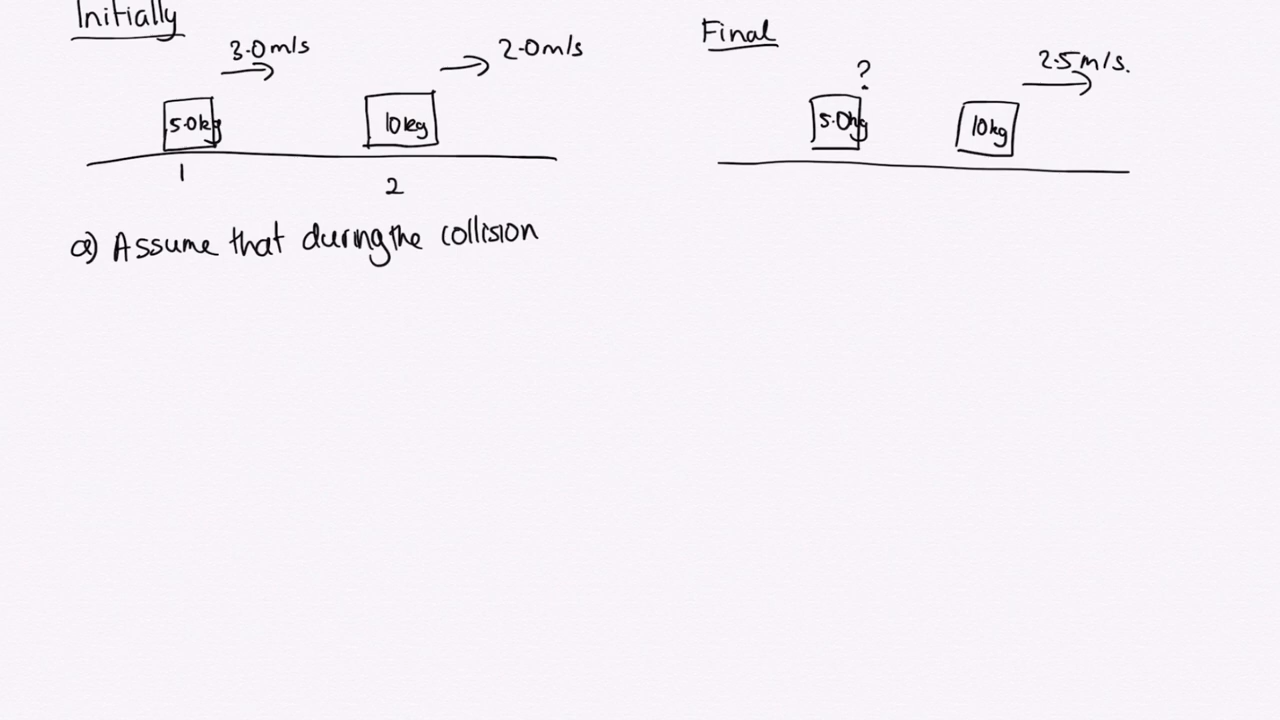 Initially
3.0m/s
2.0m/s
5.0kg
10kg
1
2
Final
?
2.5m/s.
5.0kg
10kg
a) Assume that during the collision